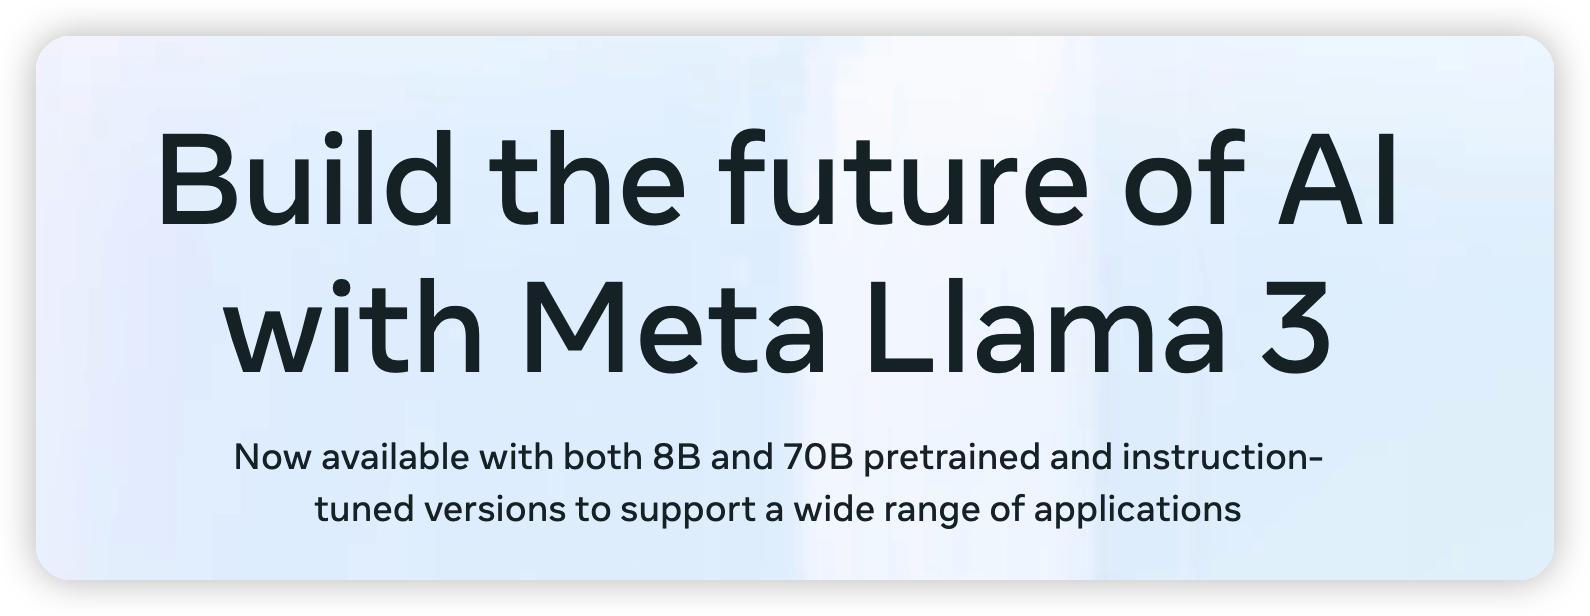 Build the future of AI
with Meta Llama 3
Now available with both 8B and 70B pretrained and instruction-
tuned versions to support a wide range of applications